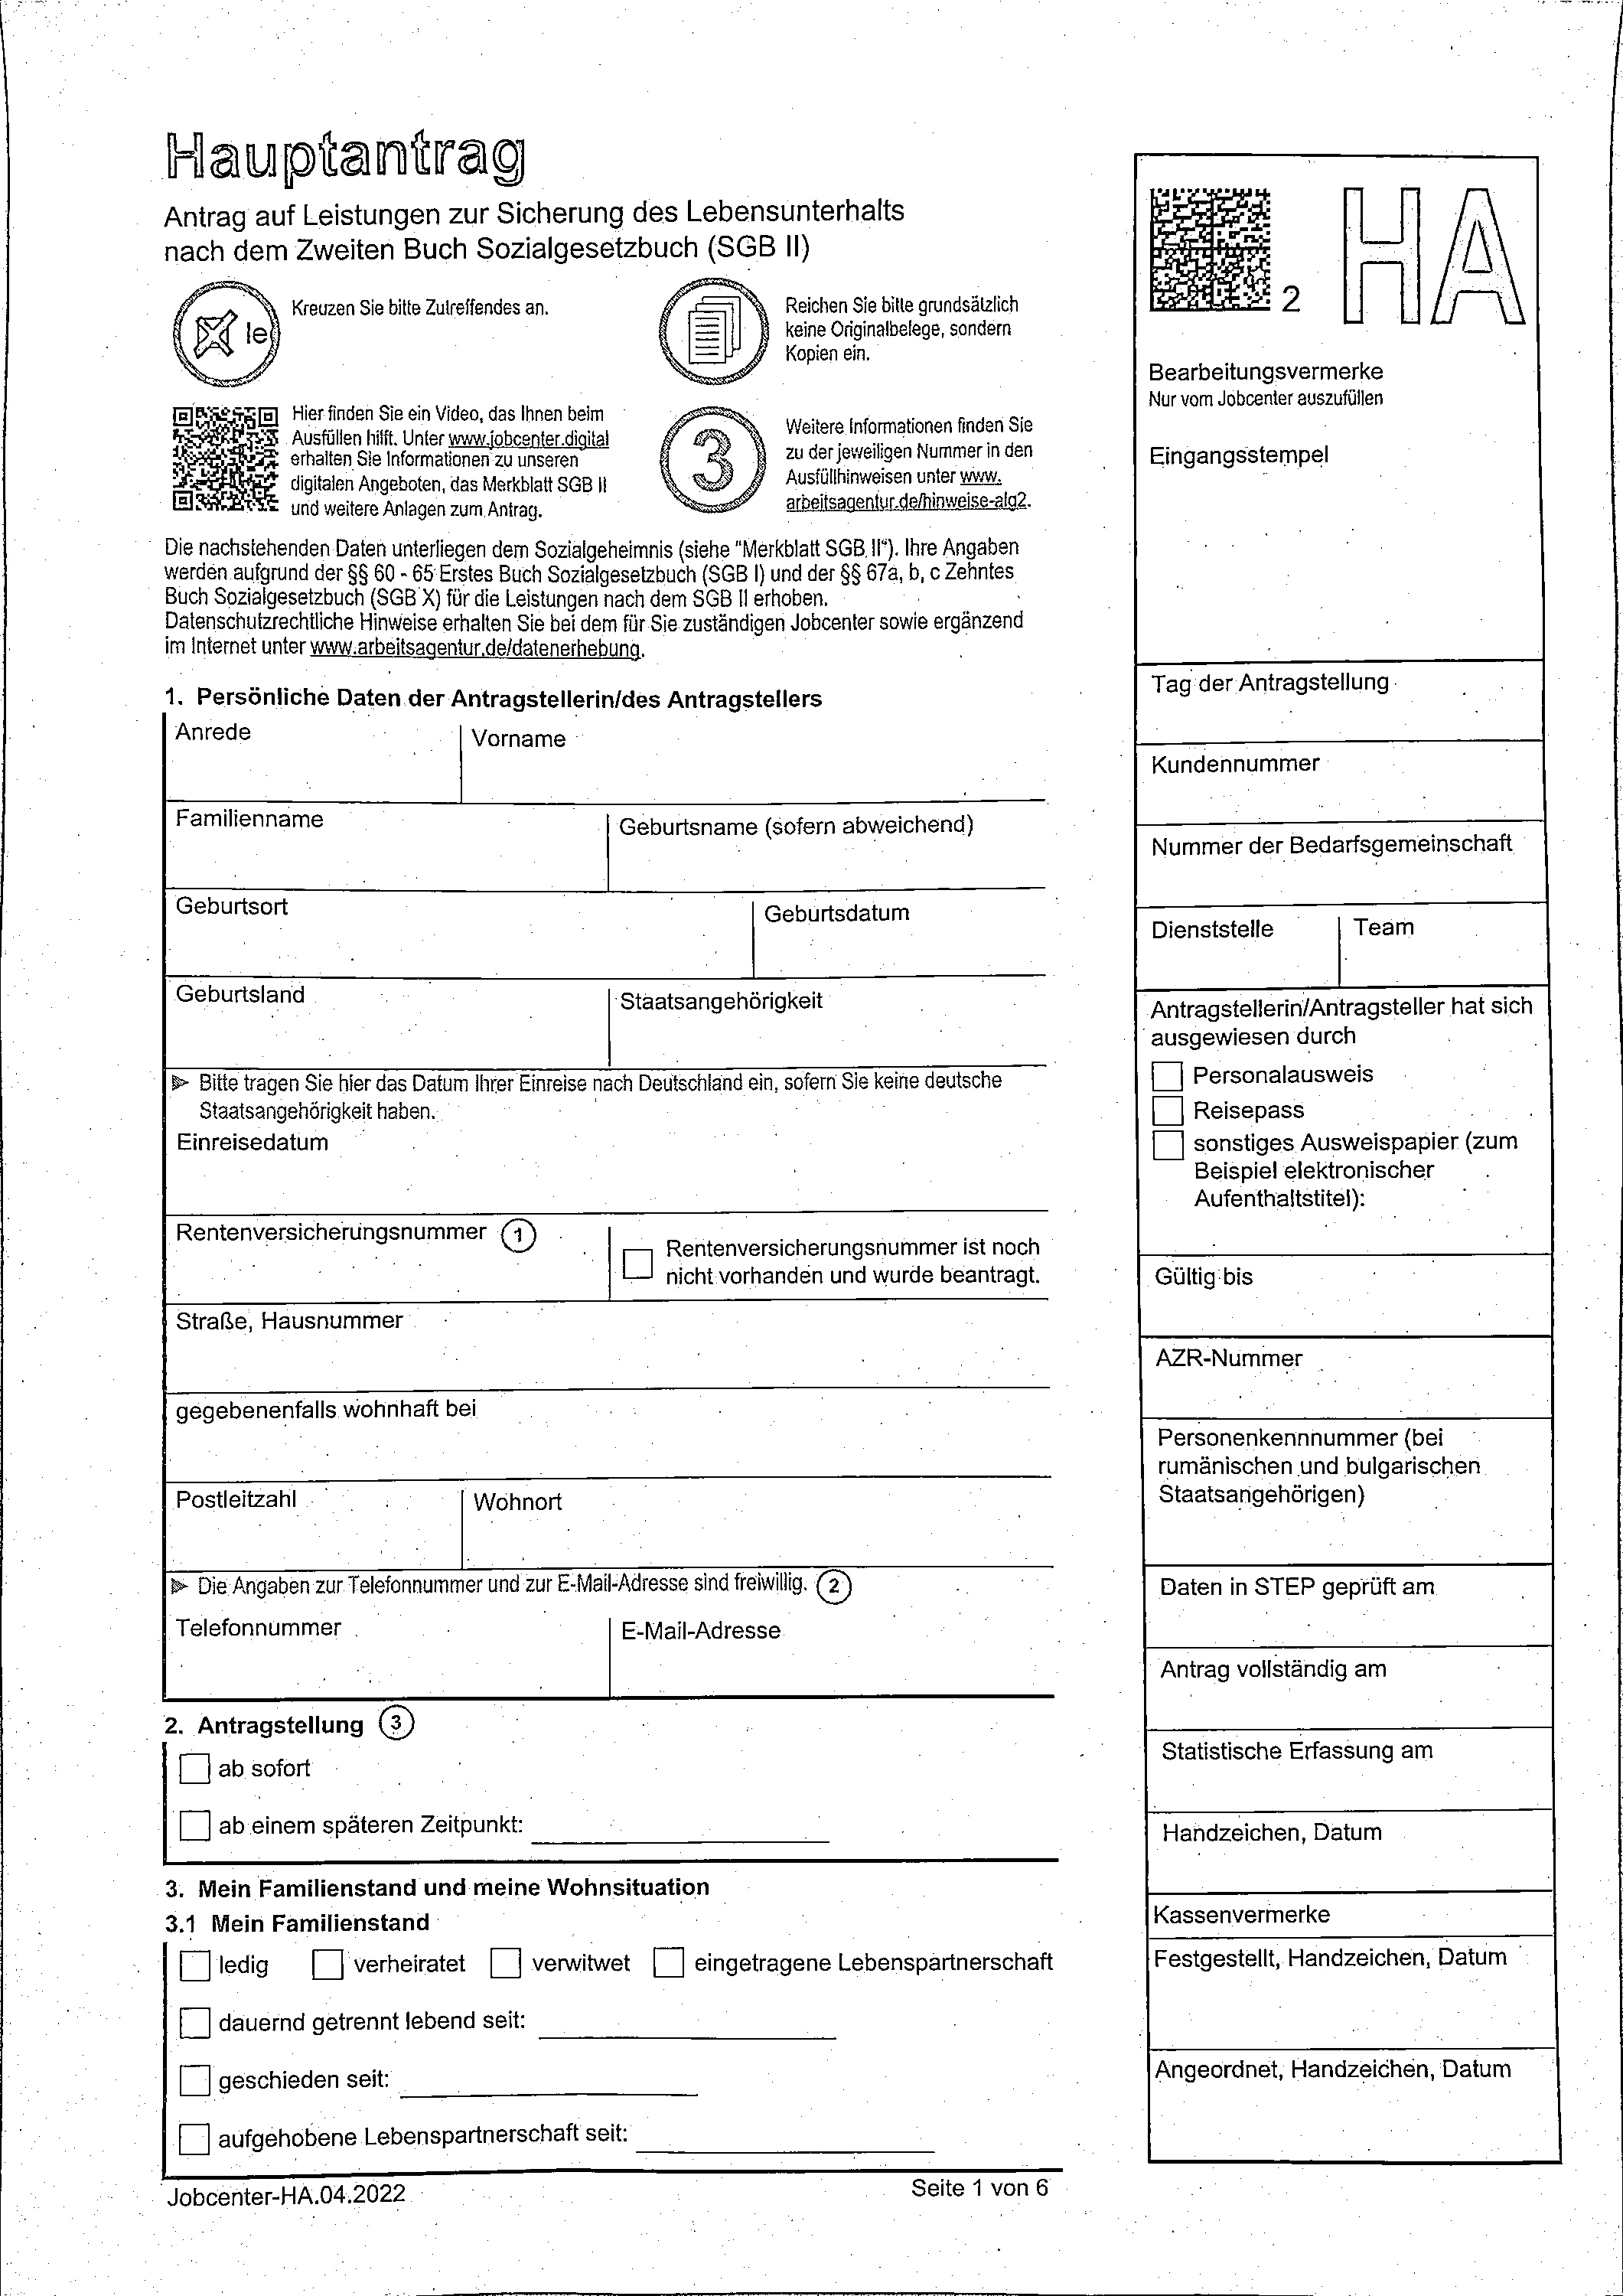 Hauptantrag
Antrag auf Leistungen zur Sicherung des Lebensunterhalts
nach dem Zweiten Buch Sozialgesetzbuch (SGB II)
le
Kreuzen Sie bitte Zutreffendes an.
Reichen Sie bitte grundsätzlich
keine Originalbelege, sondern
Kopien ein.
Hier finden Sie ein Video, das Ihnen beim
Ausfüllen hilft. Unter www.jobcenter.digital
erhalten Sie Informationen zu unseren
digitalen Angeboten, das Merkblatt SGB II
und weitere Anlagen zum Antrag.
3
Weitere Informationen finden Sie
zu der jeweiligen Nummer in den
Ausfüllhinweisen unter www.
arbeitsagentur.de/hinweise-alg2.
Die nachstehenden Daten unterliegen dem Sozialgeheimnis (siehe "Merkblatt SGB II"). Ihre Angaben
werden aufgrund der §§ 60 - 65 Erstes Buch Sozialgesetzbuch (SGB I) und der §§ 67a, b, c Zehntes
Buch Sozialgesetzbuch (SGB X) für die Leistungen nach dem SGB II erhoben.
Datenschutzrechtliche Hinweise erhalten Sie bei dem für Sie zuständigen Jobcenter sowie ergänzend
im Internet unter www.arbeitsagentur.de/datenerhebung.
1. Persönliche Daten der Antragstellerin/des Antragstellers
Anrede
Vorname
Familienname
Geburtsname (sofern abweichend)
Geburtsort
Geburtsdatum
Geburtsland
Staatsangehörigkeit
Bitte tragen Sie hier das Datum Ihrer Einreise nach Deutschland ein, sofern Sie keine deutsche
Staatsangehörigkeit haben.
Einreisedatum
Rentenversicherungsnummer 1
Rentenversicherungsnummer ist noch
nicht vorhanden und wurde beantragt.
Straße, Hausnummer
gegebenenfalls wohnhaft bei
Postleitzahl
Wohnort
Die Angaben zur Telefonnummer und zur E-Mail-Adresse sind freiwillig. 2
Telefonnummer
E-Mail-Adresse
2. Antragstellung 3
ab sofort
ab einem späteren Zeitpunkt:
3. Mein Familienstand und meine Wohnsituation
3.1 Mein Familienstand
ledig verheiratet verwitwet eingetragene Lebenspartnerschaft
dauernd getrennt lebend seit:
geschieden seit:
aufgehobene Lebenspartnerschaft seit:
Jobcenter-HA.04.2022
Seite 1 von 6
2 HA
Bearbeitungsvermerke
Nur vom Jobcenter auszufüllen
Eingangsstempel
Tag der Antragstellung
Kundennummer
Nummer der Bedarfsgemeinschaft
Dienststelle
Team
Antragstellerin/Antragsteller hat sich
ausgewiesen durch
Personalausweis
Reisepass
sonstiges Ausweispapier (zum
Beispiel elektronischer
Aufenthaltstitel):
Gültig bis
AZR-Nummer
Personenkennnummer (bei
rumänischen und bulgarischen
Staatsangehörigen)
Daten in STEP geprüft am
Antrag vollständig am
Statistische Erfassung am
Handzeichen, Datum
Kassenvermerke
Festgestellt, Handzeichen, Datum
Angeordnet, Handzeichen, Datum